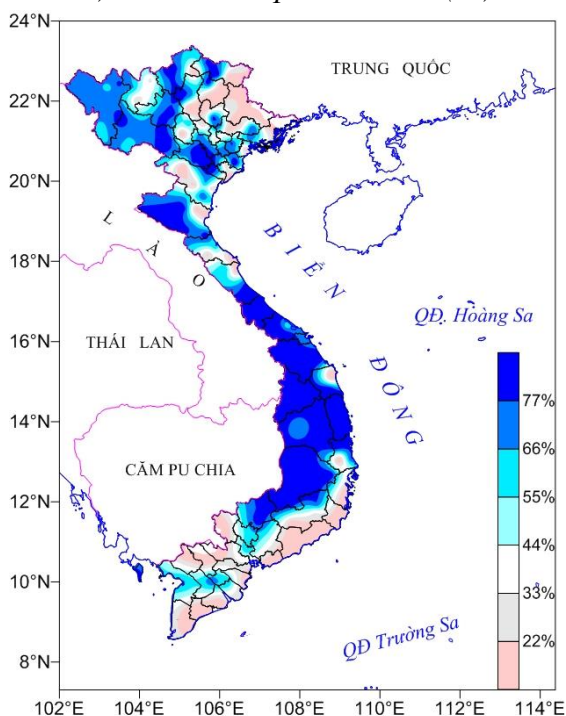 24°N
22°N
20°N
18°N
16°N
14°N
12°N
10°N
8°N
TRUNG QUỐC
LÀO
BIỂN ĐÔNG
QĐ. Hoàng Sa
THÁI LAN
CĂM PU CHIA
QĐ Trường Sa
77%
66%
55%
44%
33%
22%
102°E 104°E 106°E 108°E 110°E 112°E 114°E